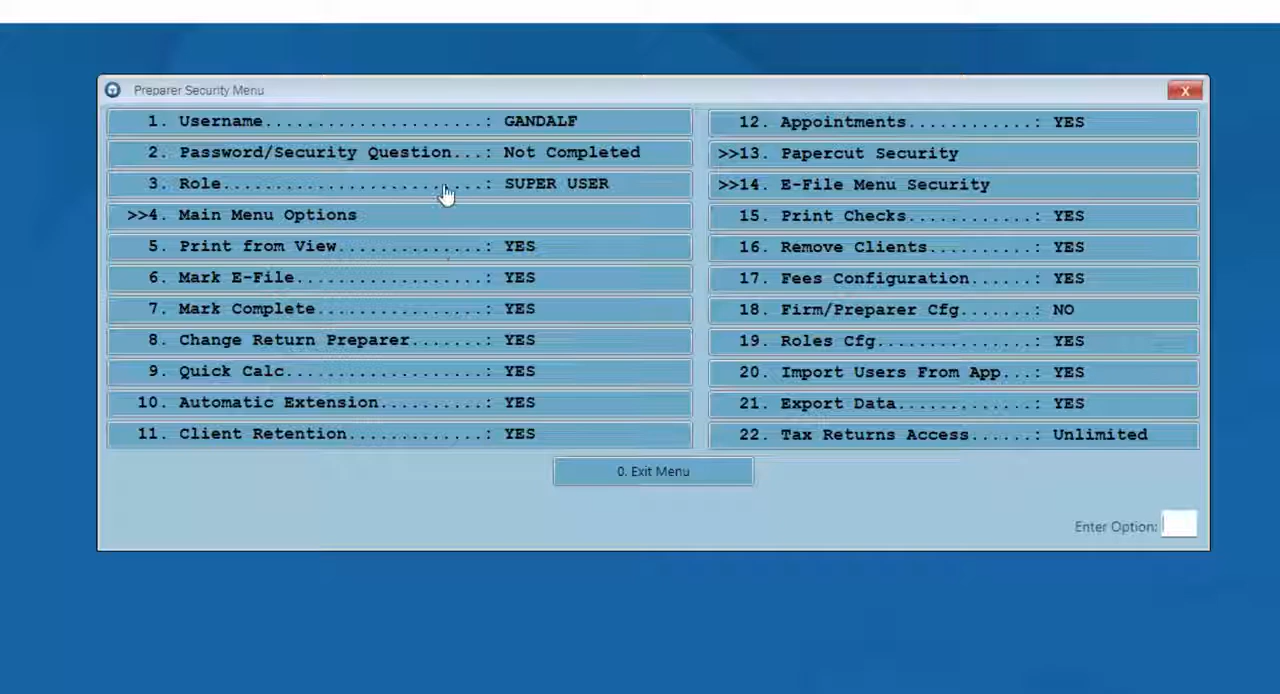 Preparer Security Menu
X
1. Username.....................: GANDALF
2. Password/Security Question...: Not Completed
3. Role.........................: SUPER USER
>>4. Main Menu Options
5. Print from View..............: YES
6. Mark E-File..................: YES
7. Mark Complete................: YES
8. Change Return Preparer.......: YES
9. Quick Calc...................: YES
10. Automatic Extension..........: YES
11. Client Retention.............: YES
12. Appointments............: YES
>>13. Papercut Security
>>14. E-File Menu Security
15. Print Checks............: YES
16. Remove Clients..........: YES
17. Fees Configuration......: YES
18. Firm/Preparer Cfg.......: NO
19. Roles Cfg...............: YES
20. Import Users From App...: YES
21. Export Data.............: YES
22. Tax Returns Access......: Unlimited
0. Exit Menu
Enter Option: